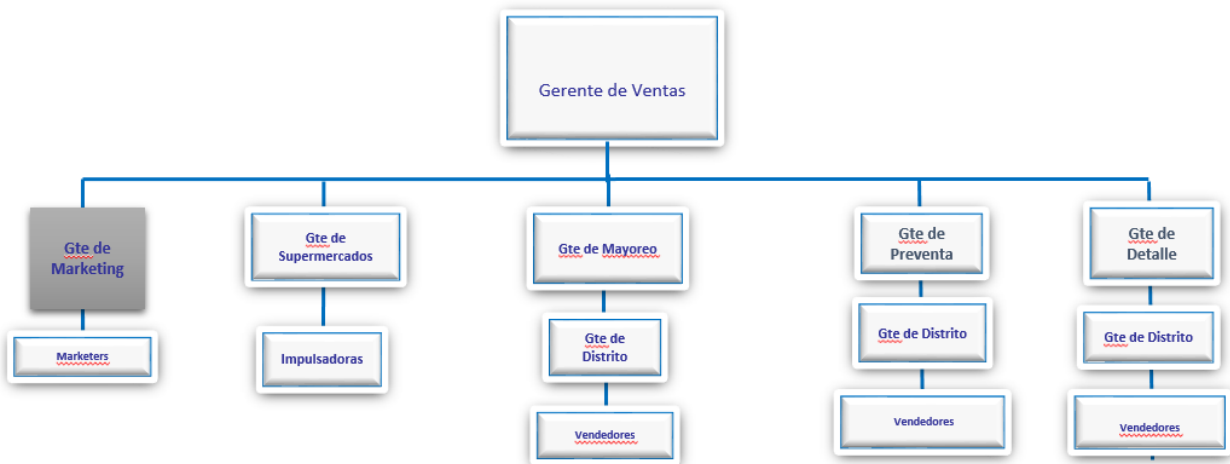 Gerente de Ventas
Gte de
Marketing
Gte de
Supermercados
Gte de Mayoreo
Gte de
Preventa
Gte de
Detalle
Marketers
Impulsadoras
Gte de
Distrito
Gte de Distrito
Gte de Distrito
Vendedores
Vendedores
Vendedores